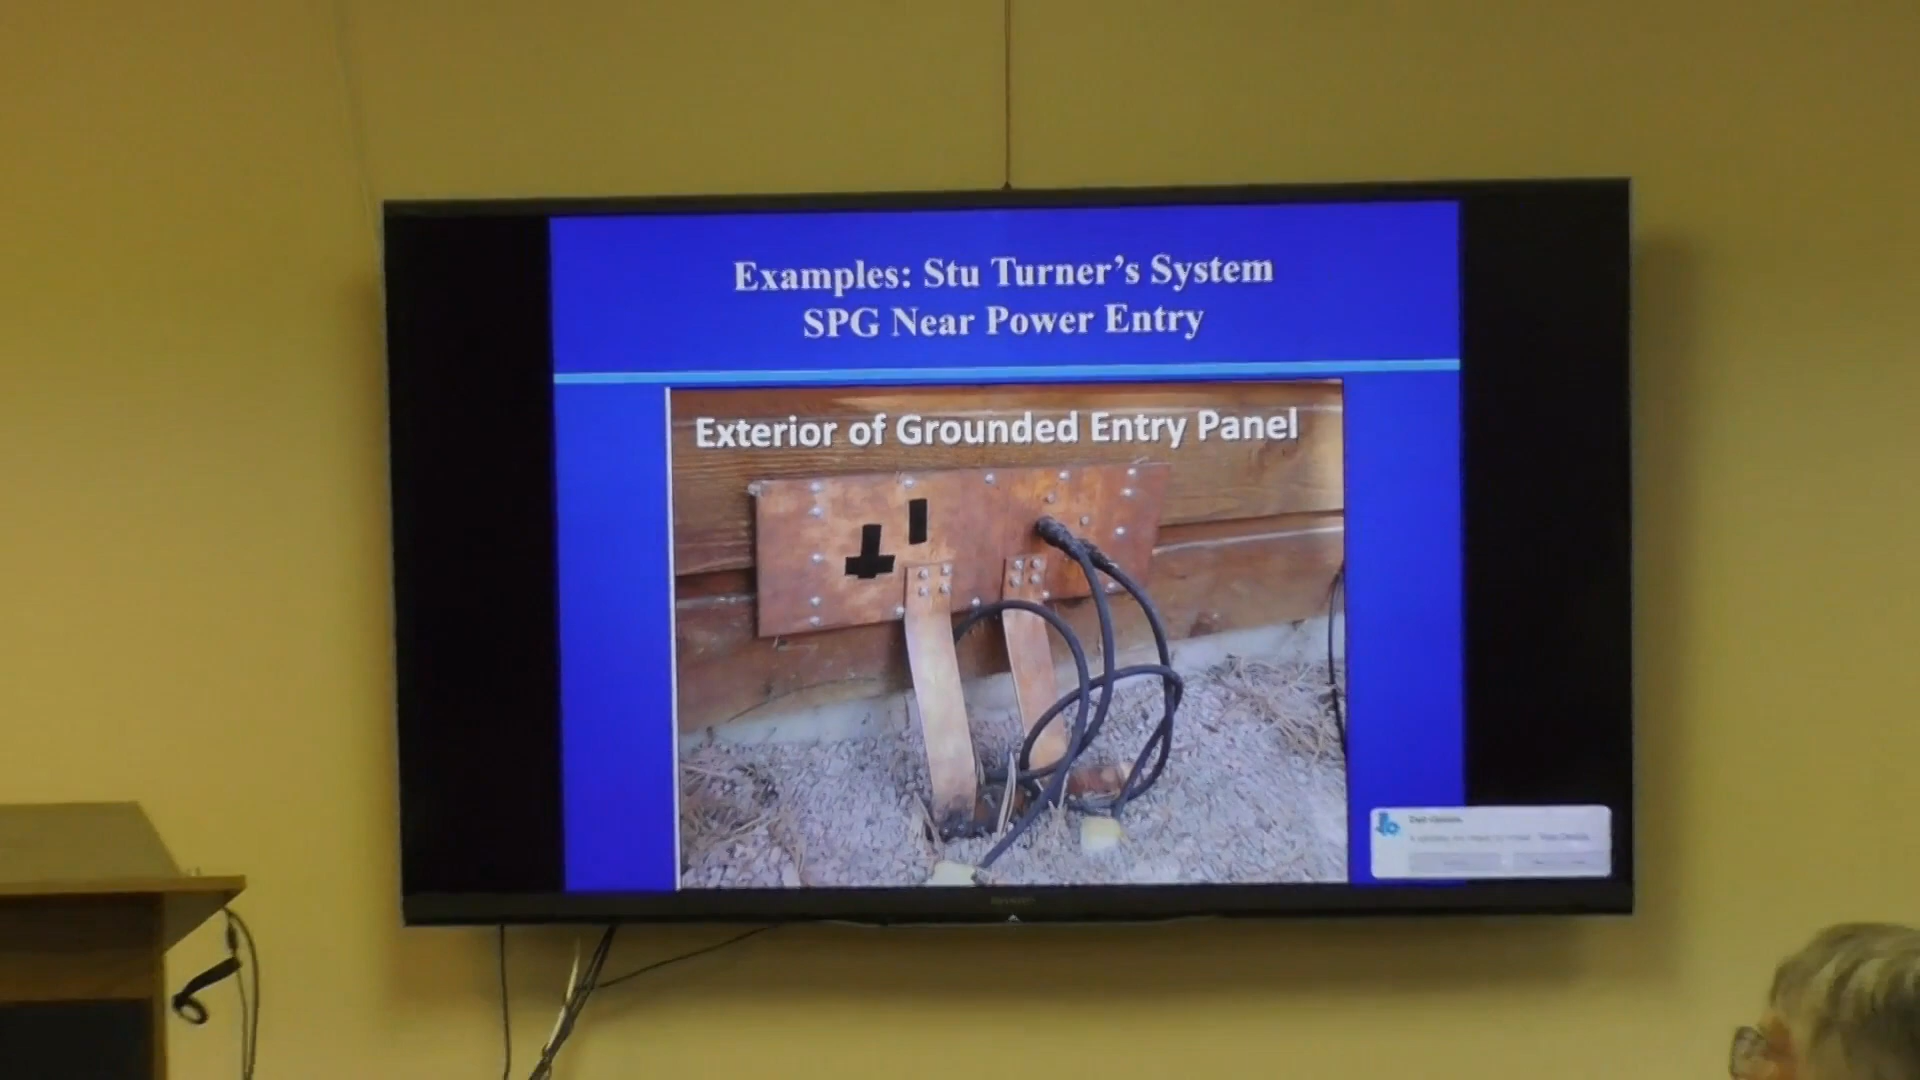 Examples: Stu Turner's System
SPG Near Power Entry
Exterior of Grounded Entry Panel